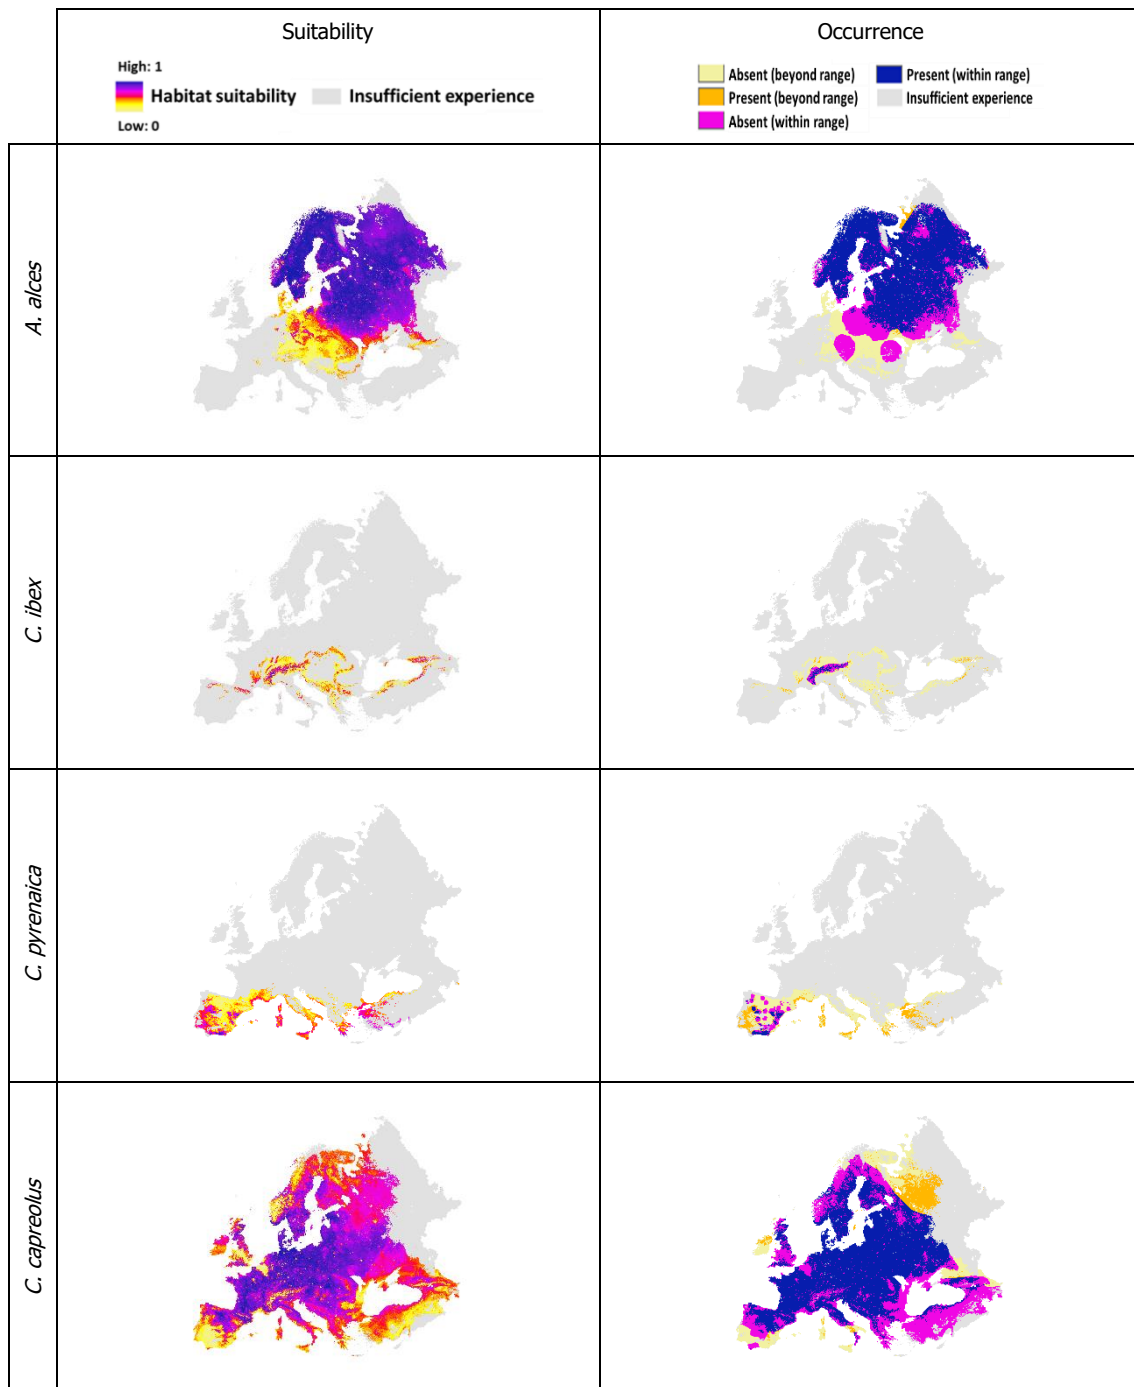 Suitability
Occurrence
High: 1
Habitat suitability
Insufficient experience
Low: 0
Absent (beyond range)
Present (within range)
Present (beyond range)
Insufficient experience
Absent (within range)
A. alces
C. ibex
C. pyrenaica
C. capreolus